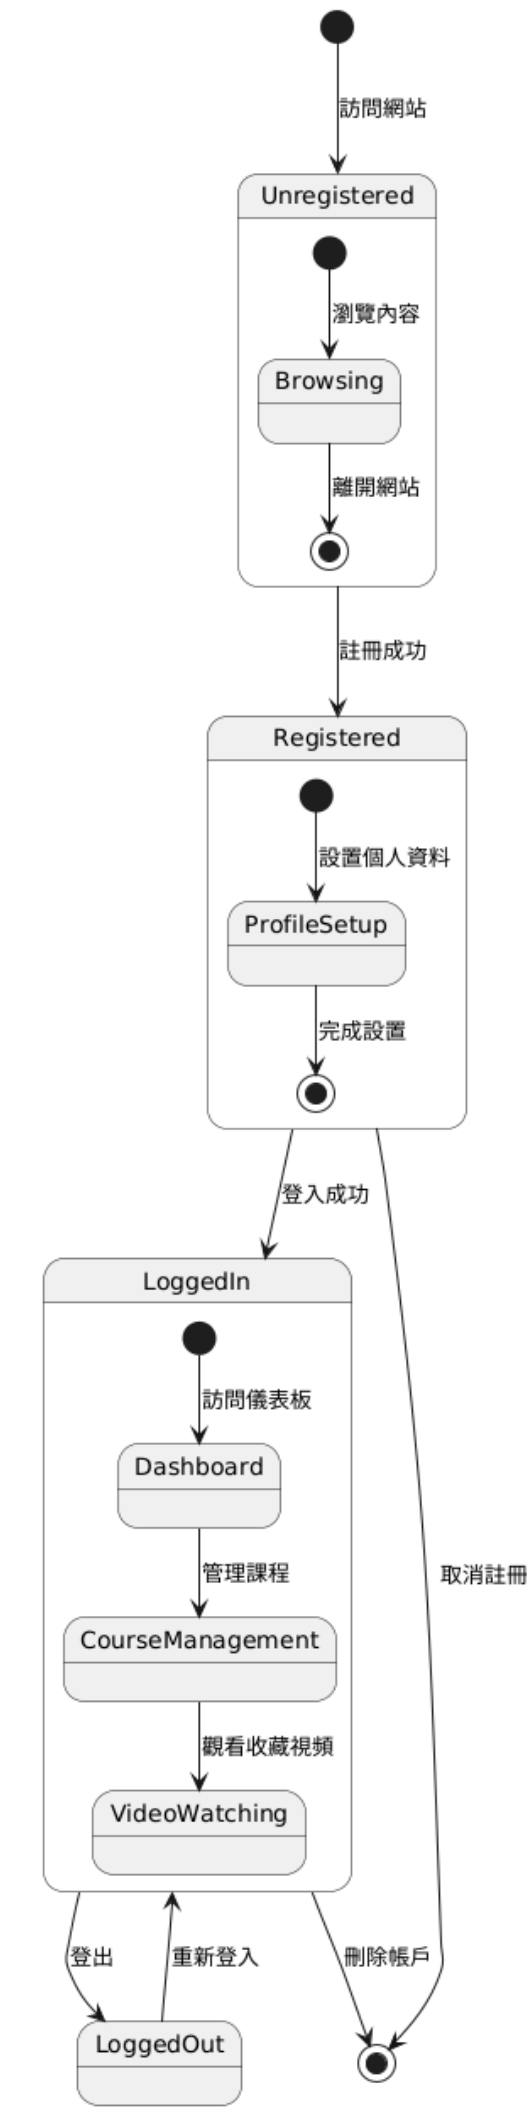 訪問網站
Unregistered
瀏覽內容
Browsing
離開網站
註冊成功
Registered
設置個人資料
ProfileSetup
完成設置
登入成功
LoggedIn
訪問儀表板
Dashboard
管理課程
取消註冊
CourseManagement
觀看收藏視頻
VideoWatching
登出
重新登入
刪除帳戶
LoggedOut